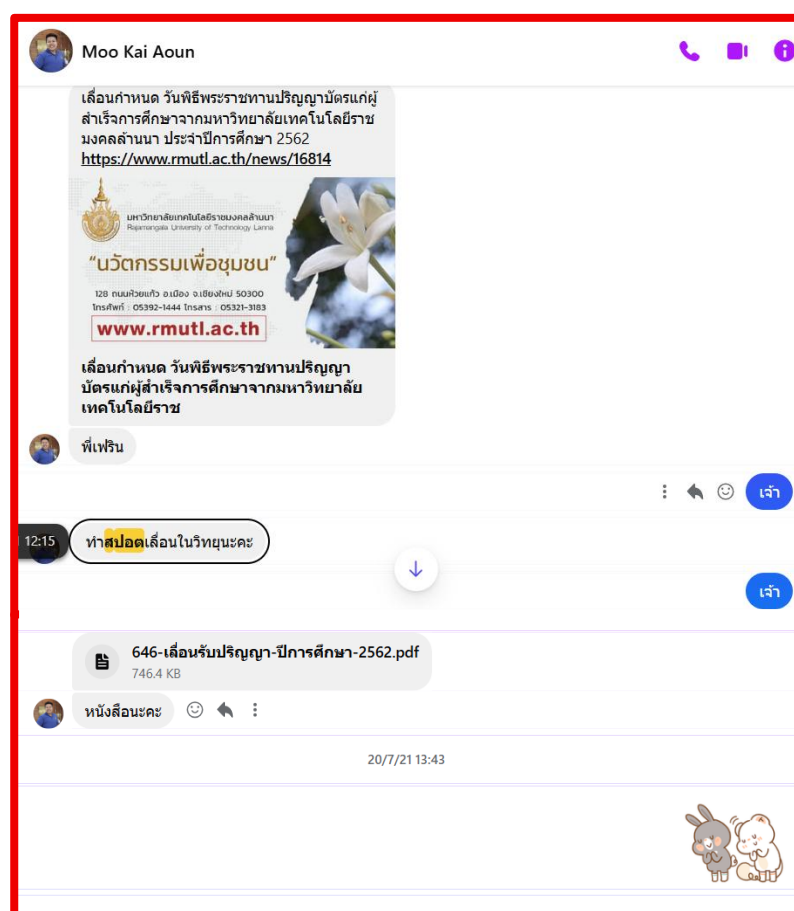 Moo Kai Aoun
เลื่อนกำหนด วันพิธีพระราชทานปริญญาบัตรแก่ผู้
สำเร็จการศึกษาจากมหาวิทยาลัยเทคโนโลยีราช
มงคลล้านนา ประจำปีการศึกษา 2562
https://www.rmutl.ac.th/news/16814
มหาวิทยาลัยเทคโนโลยีราชมงคลล้านนา
Rajamangala University of Technology Lanna
“นวัตกรรมเพื่อชุมชน”
128 ถนนห้วยแก้ว อ.เมือง จ.เชียงใหม่ 50300
โทรศัพท์ : 05392-1444 โทรสาร : 05321-3183
www.rmutl.ac.th
เลื่อนกำหนด วันพิธีพระราชทานปริญญา
บัตรแก่ผู้สำเร็จการศึกษาจากมหาวิทยาลัย
เทคโนโลยีราช
พี่เฟริน
เจ้า
12:15
ทำสปอตเลื่อนในวิทยุนะคะ
เจ้า
646-เลื่อนรับปริญญา-ปีการศึกษา-2562.pdf
746.4 KB
หนังสือนะคะ
20/7/21 13:43